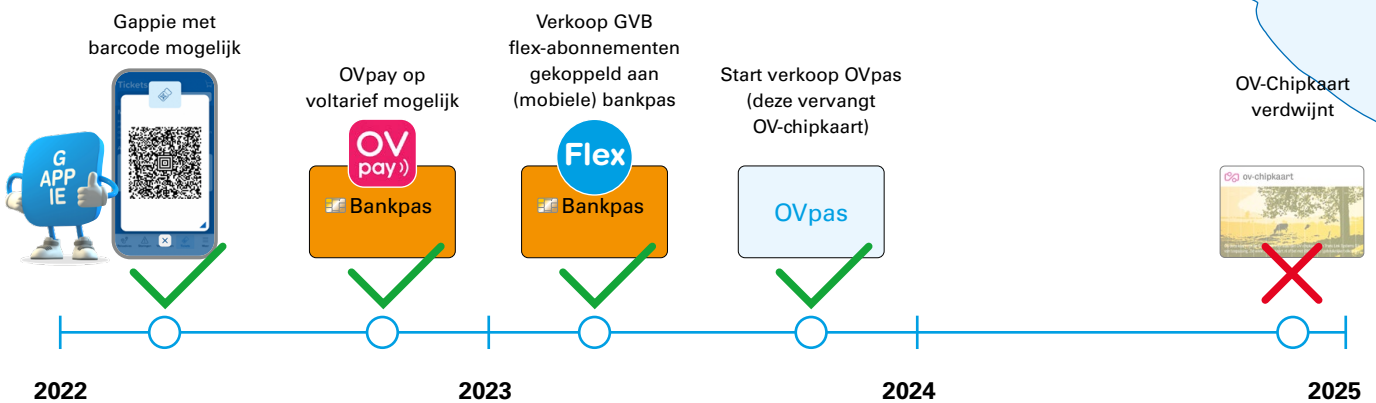 Gappie met
barcode mogelijk
Tickets
G
APP
IE
OVpay op
voltarief mogelijk
OV
pay
Bankpas
Verkoop GVB
flex-abonnementen
gekoppeld aan
(mobiele) bankpas
Flex
Bankpas
Start verkoop OVpas
(deze vervangt
OV-chipkaart)
OVpas
OV-Chipkaart
verdwijnt
ov-chipkaart
2022
2023
2024
2025